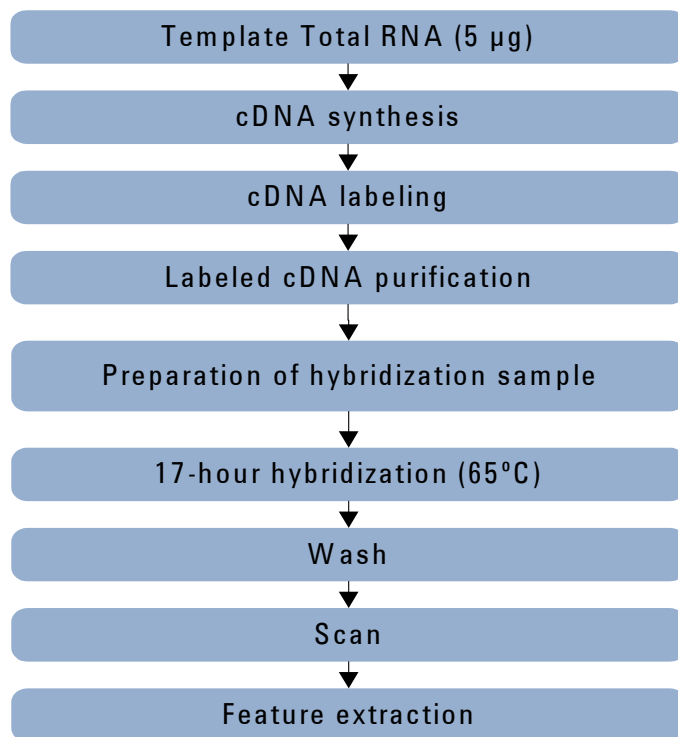 Template Total RNA (5 µg)
cDNA synthesis
cDNA labeling
Labeled cDNA purification
Preparation of hybridization sample
17-hour hybridization (65ºC)
Wash
Scan
Feature extraction